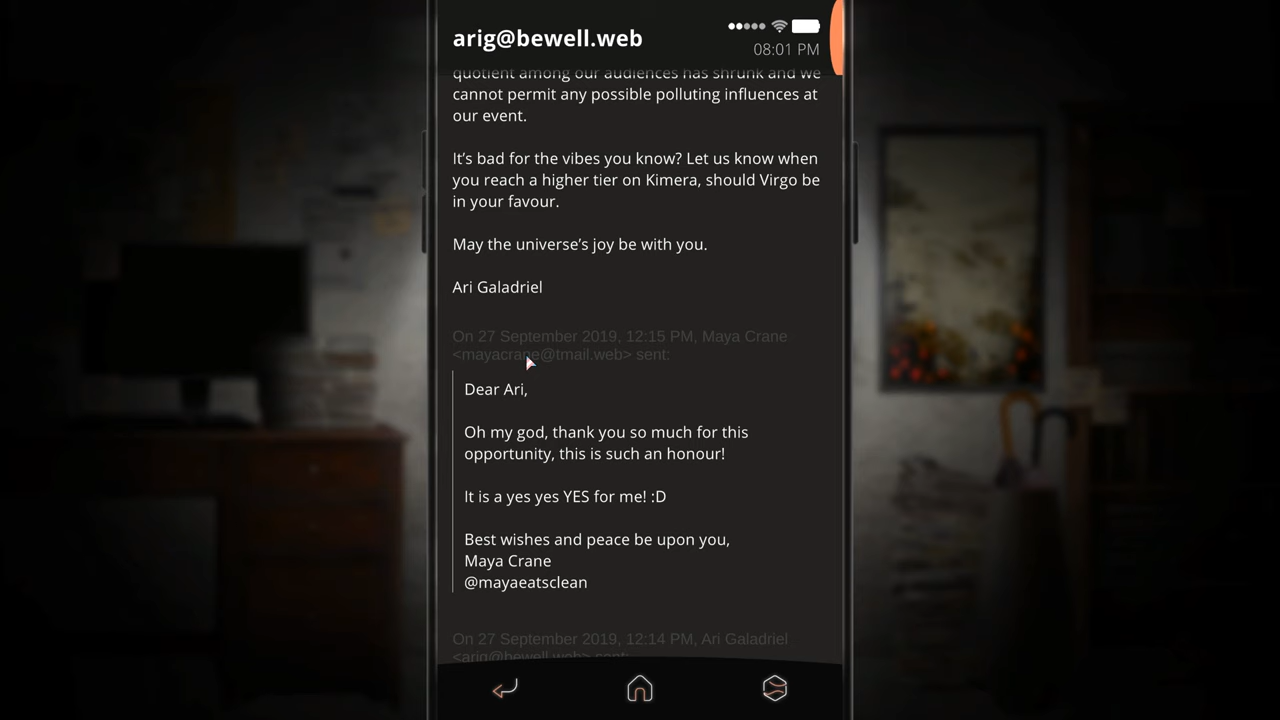 arig@bewell.web
08:01 PM
quotient among our audiences has shrunk and we
cannot permit any possible polluting influences at
our event.
It's bad for the vibes you know? Let us know when
you reach a higher tier on Kimera, should Virgo be
in your favour.
May the universe's joy be with you.
Ari Galadriel
On 27 September 2019, 12:15 PM, Maya Crane
<mayacrane@tmail.web> sent:
Dear Ari,
Oh my god, thank you so much for this
opportunity, this is such an honour!
It is a yes yes YES for me! :D
Best wishes and peace be upon you,
Maya Crane
@mayaeatsclean
On 27 September 2019, 12:14 PM, Ari Galadriel
<arig@bewell.web> sent: